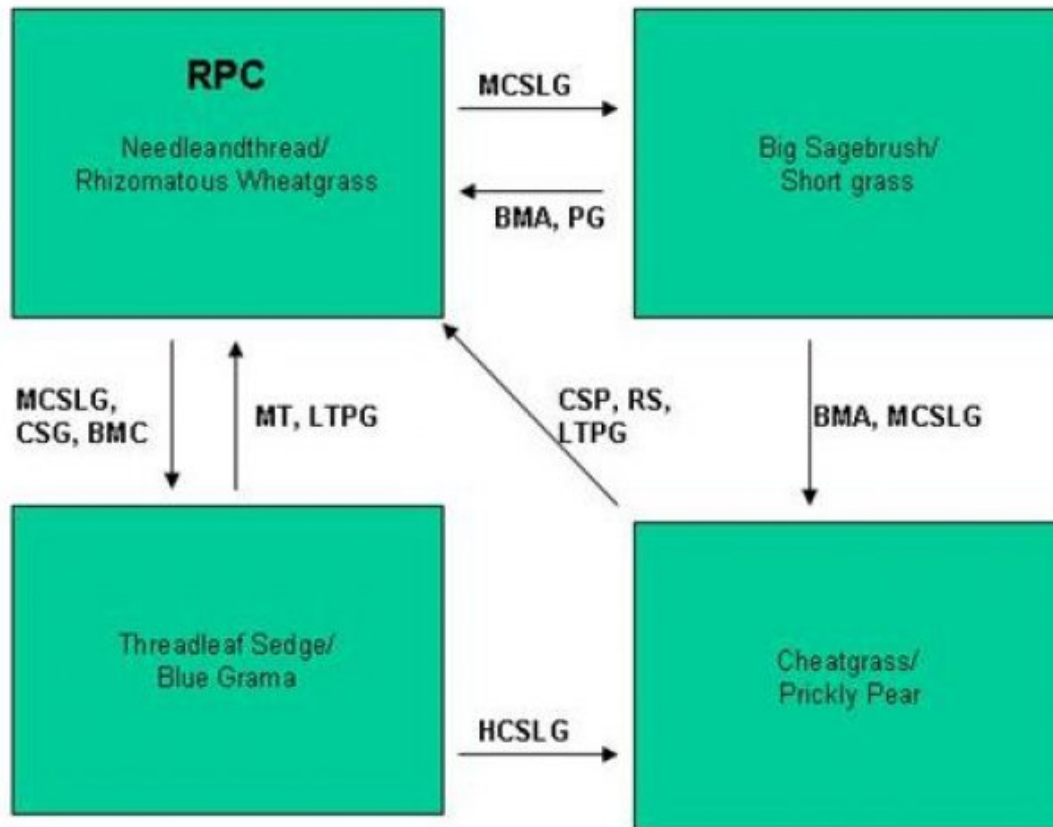 RPC
Needleandthread/
Rhizomatous Wheatgrass
MCSLG
BMA, PG
Big Sagebrush/
Short grass
MCSLG,
CSG, BMC
MT, LTPG
CSP, RS,
LTPG
BMA, MCSLG
Threadleaf Sedge/
Blue Grama
HCSLG
Cheatgrass/
Prickly Pear